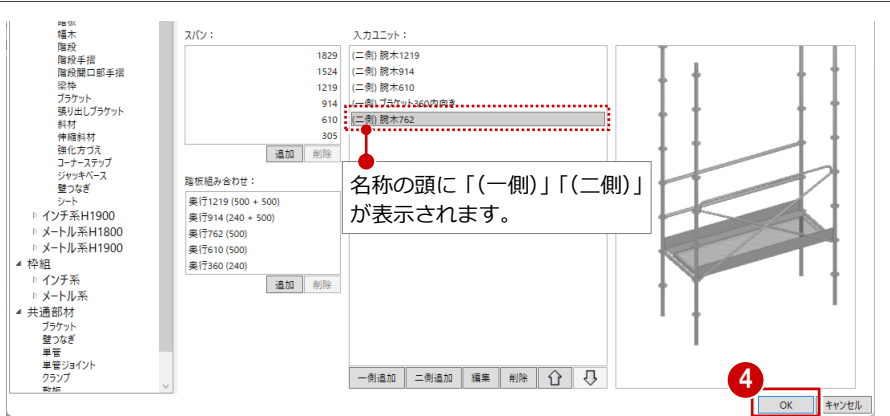 幅木
階段
階段手摺
階段開口部手摺
梁枠
ブラケット
張り出しブラケット
斜材
伸縮斜材
強化方づえ
コーナーステップ
ジャッキベース
壁つなぎ
シート
インチ系H1900
メートル系H1800
メートル系H1900
枠組
インチ系
メートル系
共通部材
ブラケット
壁つなぎ
単管
単管ジョイント
クランプ
スパン：
1829
1524
1219
914
610
305
追加 削除
踏板組み合わせ：
奥行1219 (500 + 500)
奥行914 (240 + 500)
奥行762 (500)
奥行610 (500)
奥行360 (240)
追加 削除
入力ユニット：
(二側) 腕木1219
(二側) 腕木914
(二側) 腕木610
(一側) ブラケット360内向き
(二側) 腕木762
名称の頭に「(一側)」「(二側)」
が表示されます。
一側追加 二側追加 編集 削除
4
OK キャンセル